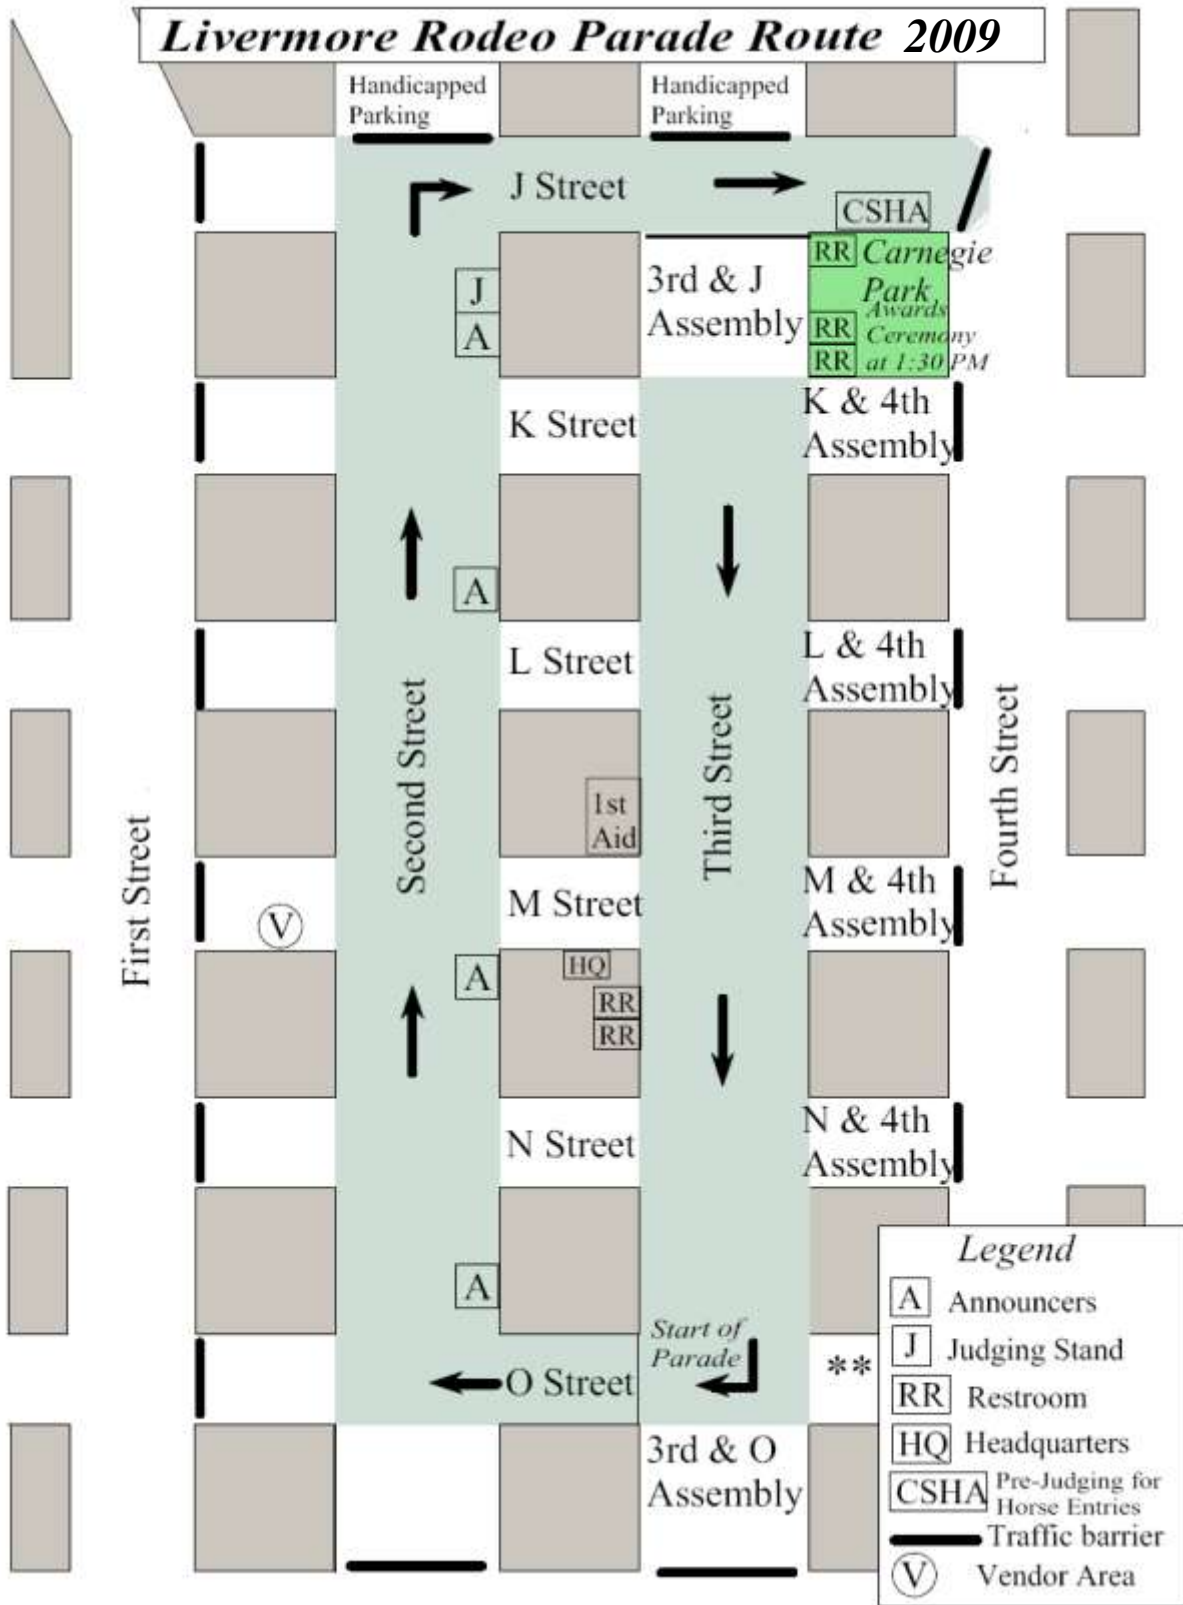 Livermore Rodeo Parade Route 2009
Handicapped
Parking
Handicapped
Parking
J Street
CSHA
J
A
3rd & J
Assembly
RR
Carnegie
Park
Awards
RR
Ceremony
RR
at 1:30 PM
K Street
K & 4th
Assembly
A
L Street
L & 4th
Assembly
First Street
Second Street
1st
Aid
Third Street
Fourth Street
V
M Street
M & 4th
Assembly
A
HQ
RR
RR
N Street
N & 4th
Assembly
A
Start of
Parade
O Street
**
3rd & O
Assembly
Legend
A Announcers
J Judging Stand
RR Restroom
HQ Headquarters
CSHA Pre-Judging for
Horse Entries
Traffic barrier
V Vendor Area